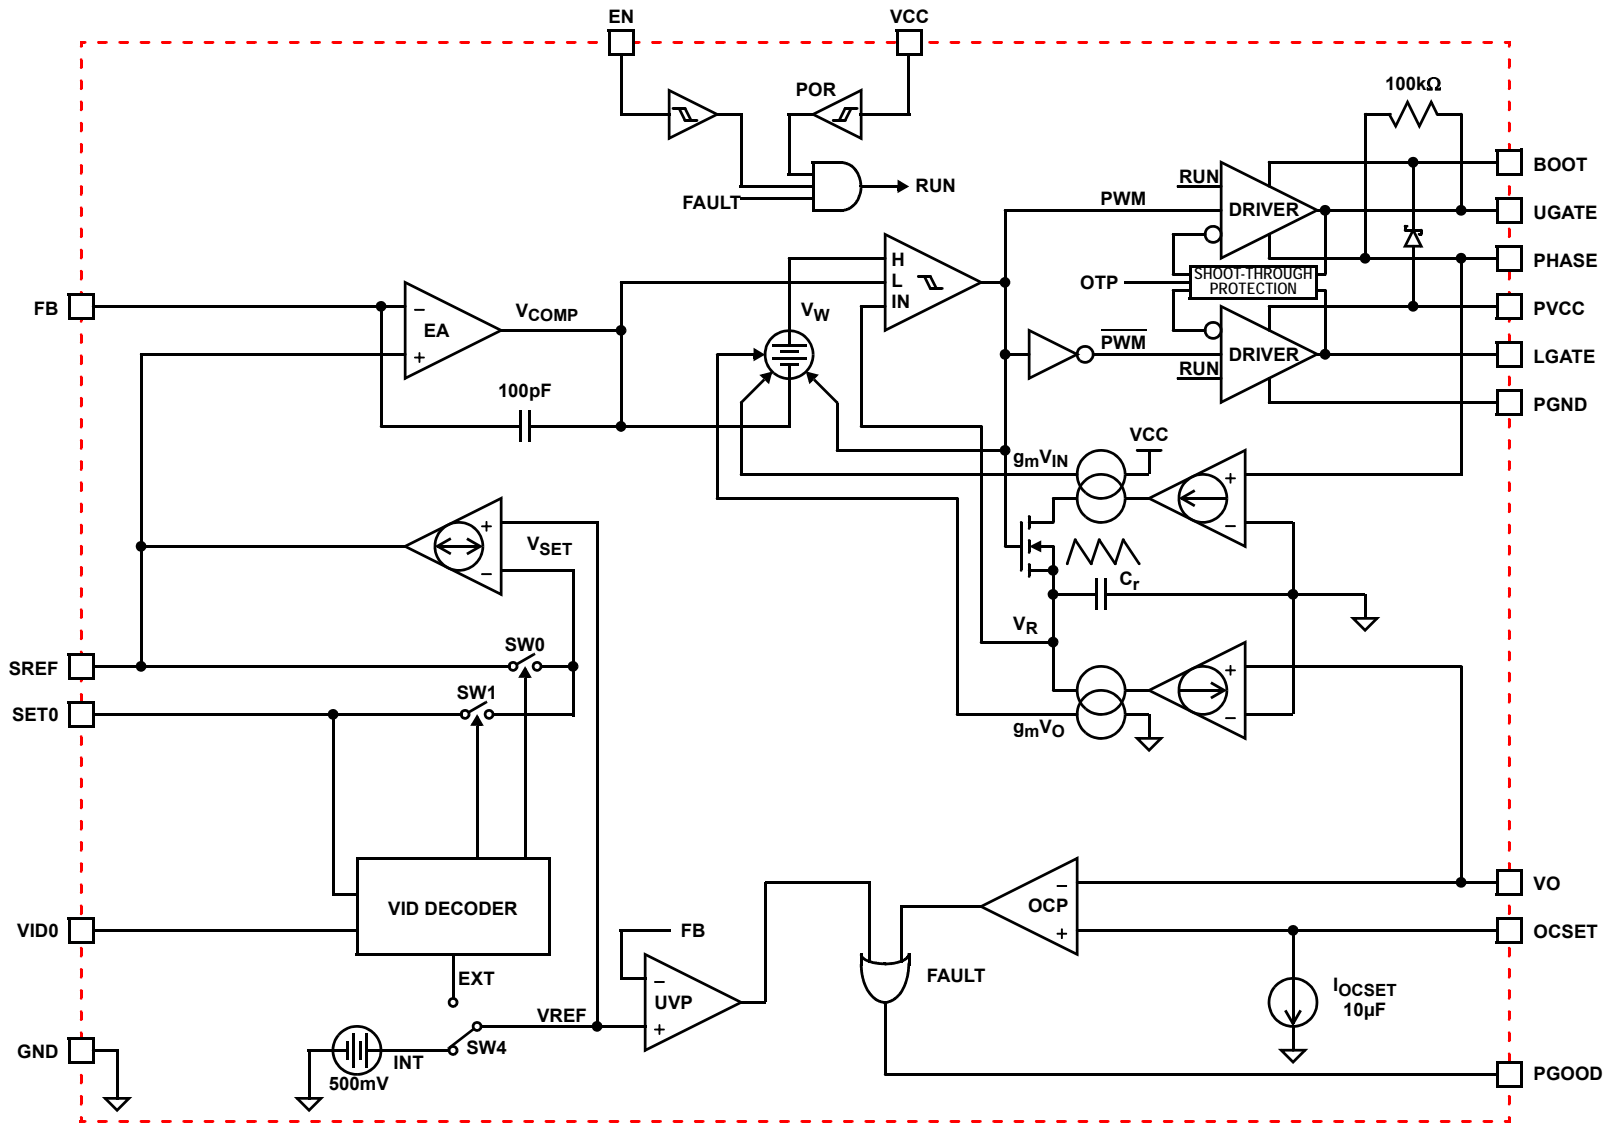 EN
VCC
POR
100kΩ
BOOT
RUN
RUN
FAULT
PWM
DRIVER
UGATE
H
L
IN
OTP
SHOOT-THROUGH
PROTECTION
PHASE
FB
−
EA
+
VCOMP
VW
PWM
DRIVER
RUN
PVCC
LGATE
100pF
PGND
gmVIN
VCC
+
−
+
VSET
−
Cr
VR
SREF
SW0
SET0
SW1
gmVO
+
−
VID DECODER
VID0
EXT
FB
−
UVP
+
VREF
SW4
INT
500mV
GND
−
OCP
+
VO
OCSET
FAULT
IOCSET
10µF
PGOOD